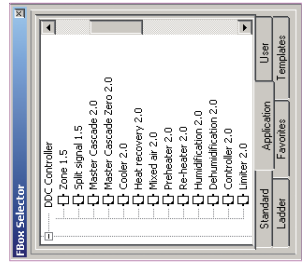 FBox Selector
DDC Controller
Zone 1.5
Split signal 1.5
Master Cascade 2.0
Master Cascade Zero 2.0
Cooler 2.0
Heat recovery 2.0
Mixed air 2.0
Preheater 2.0
Re-heater 2.0
Humidification 2.0
Dehumidification 2.0
Controller 2.0
Limiter 2.0
Standard Application User
Ladder Favorites Templates